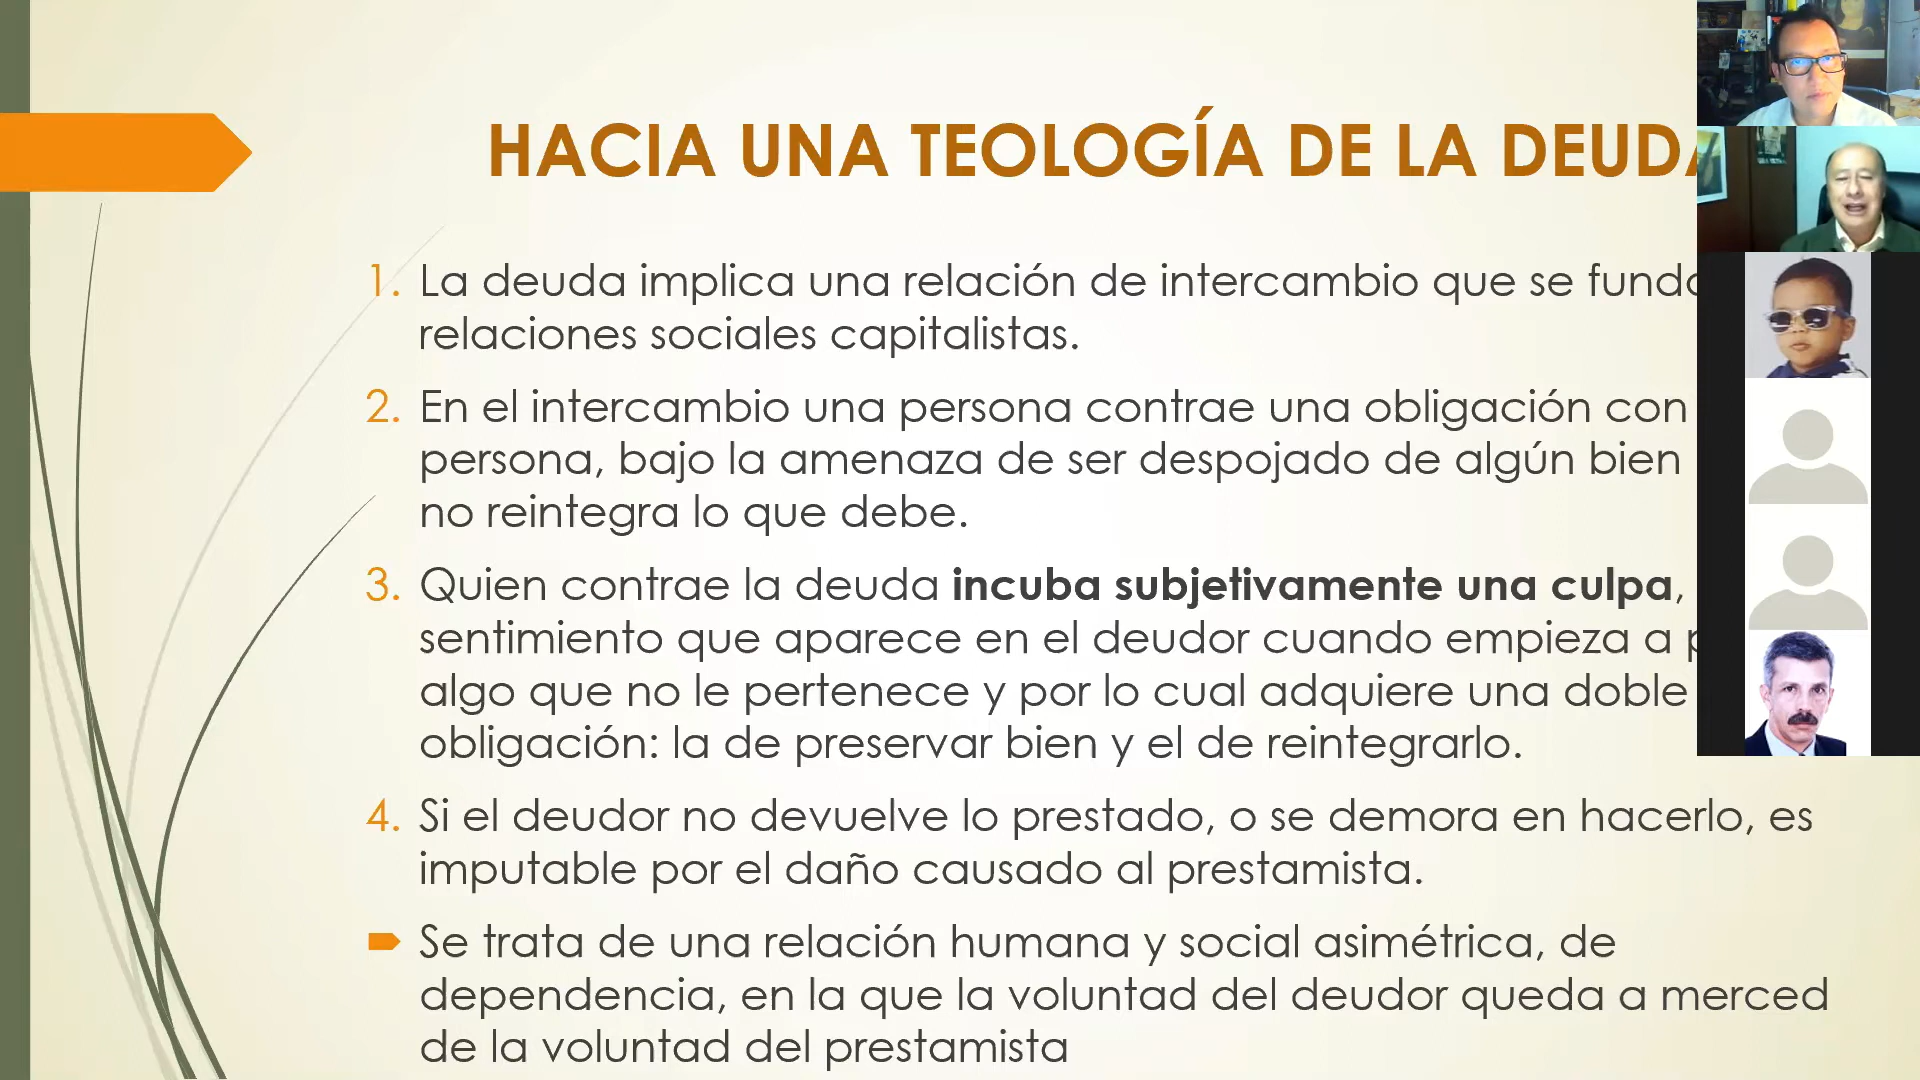 HACIA UNA TEOLOGÍA DE LA DEUDA
1. La deuda implica una relación de intercambio que se funda
relaciones sociales capitalistas.
2. En el intercambio una persona contrae una obligación con
persona, bajo la amenaza de ser despojado de algún bien
no reintegra lo que debe.
3. Quien contrae la deuda incuba subjetivamente una culpa,
sentimiento que aparece en el deudor cuando empieza a
algo que no le pertenece y por lo cual adquiere una doble
obligación: la de preservar bien y el de reintegrarlo.
4. Si el deudor no devuelve lo prestado, o se demora en hacerlo, es
imputable por el daño causado al prestamista.
Se trata de una relación humana y social asimétrica, de
dependencia, en la que la voluntad del deudor queda a merced
de la voluntad del prestamista